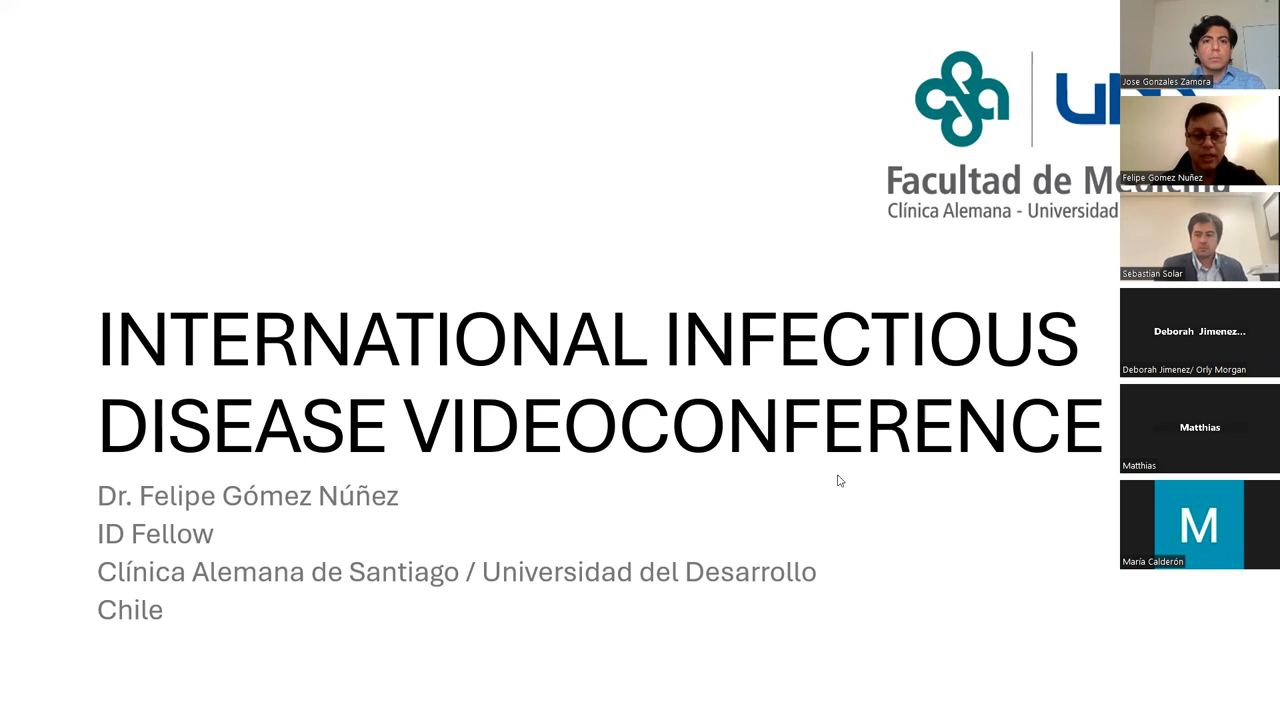 Facultad de Medicina
Clínica Alemana - Universidad
INTERNATIONAL INFECTIOUS
DISEASE VIDEOCONFERENCE
Dr. Felipe Gómez Núñez
ID Fellow
Clínica Alemana de Santiago / Universidad del Desarrollo
Chile
Jose Gonzales Zamora
Felipe Gomez Nuñez
Sebastian Solar
Deborah Jimenez...
Deborah Jimenez/ Orly Morgan
Matthias
Matthias
M
María Calderón